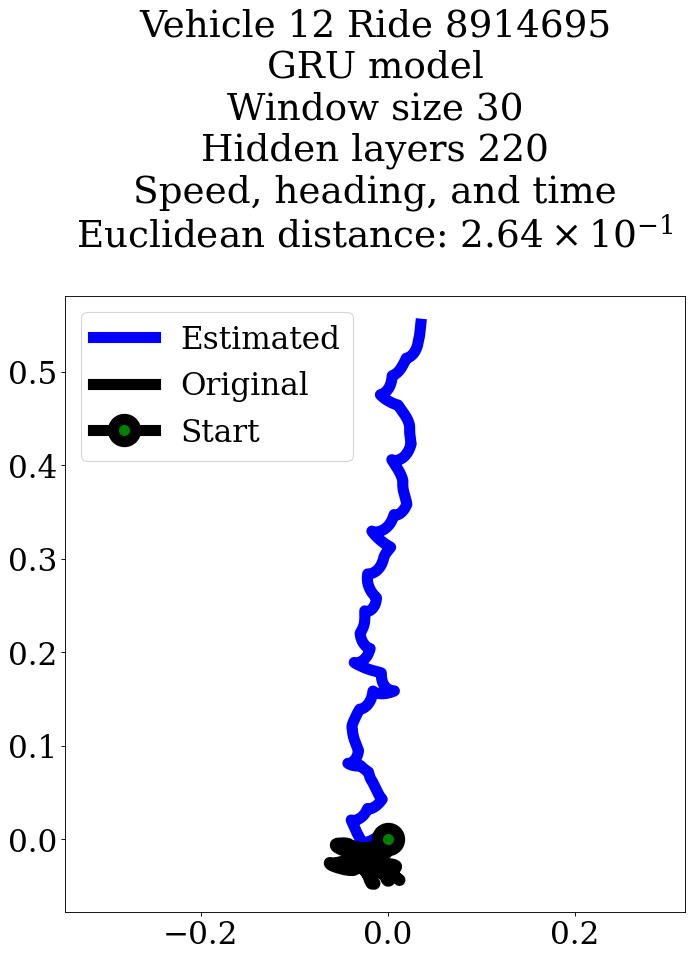 Vehicle 12 Ride 8914695
GRU model
Window size 30
Hidden layers 220
Speed, heading, and time
Euclidean distance: 2.64 × 10⁻¹
Estimated
Original
Start
0.5
0.4
0.3
0.2
0.1
0.0
−0.2
0.0
0.2